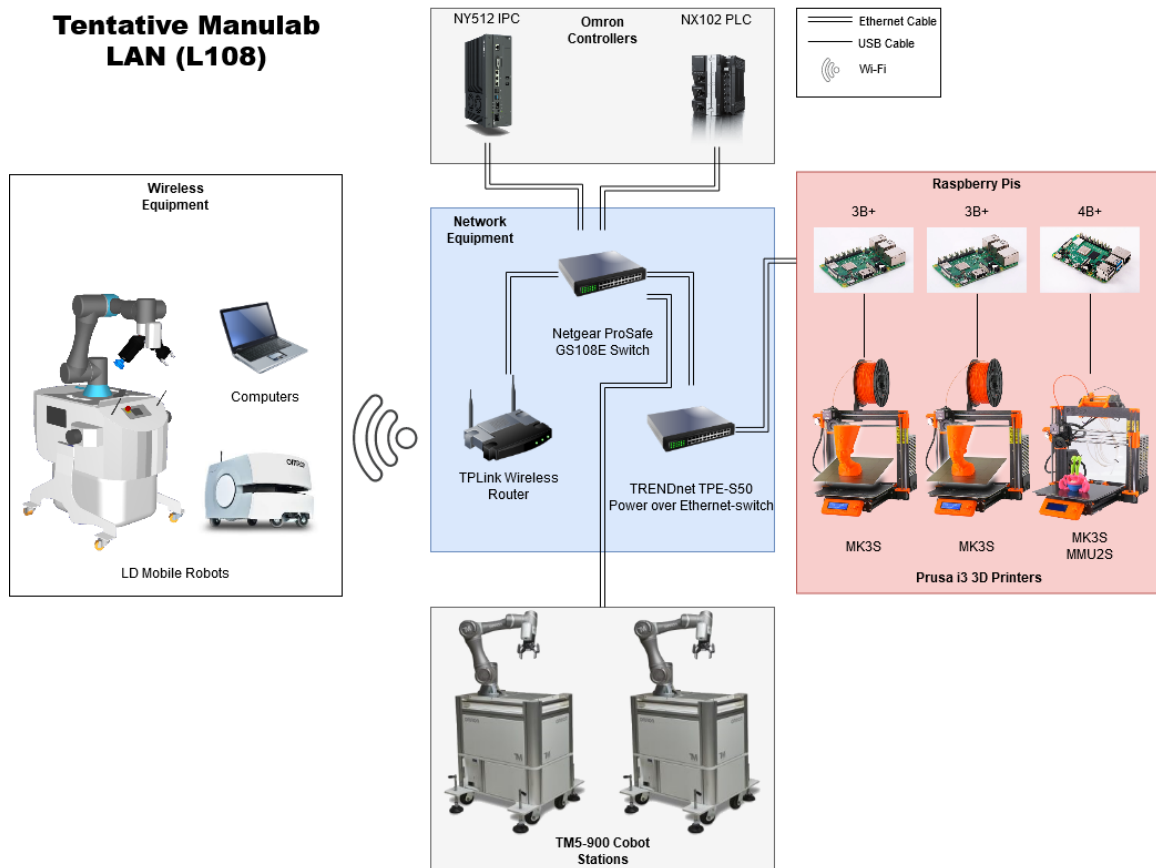 Tentative Manulab
LAN (L108)
NY512 IPC
Omron
Controllers
NX102 PLC
Ethernet Cable
USB Cable
Wi-Fi
Wireless
Equipment
Computers
LD Mobile Robots
Network
Equipment
Netgear ProSafe
GS108E Switch
TPLink Wireless
Router
TRENDnet TPE-S50
Power over Ethernet-switch
Raspberry Pis
3B+
3B+
4B+
MK3S
MK3S
MK3S
MMU2S
Prusa i3 3D Printers
TM5-900 Cobot
Stations